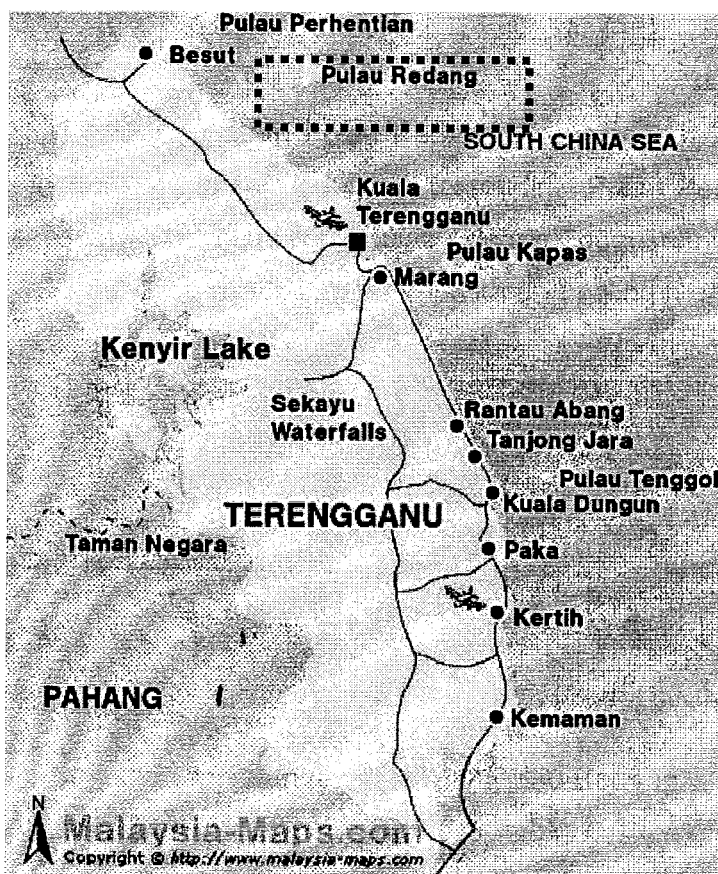 Pulau Perhentian
Besut
Pulau Redang
SOUTH CHINA SEA
Kuala
Terengganu
Pulau Kapas
Marang
Kenyir Lake
Sekayu
Waterfalls
Rantau Abang
Tanjong Jara
Pulau Tenggol
Kuala Dungun
TERENGGANU
Taman Negara
Paka
Kertih
PAHANG
Kemaman
N
Malaysia-Maps.com
Copyright © http://www.malaysia-maps.com